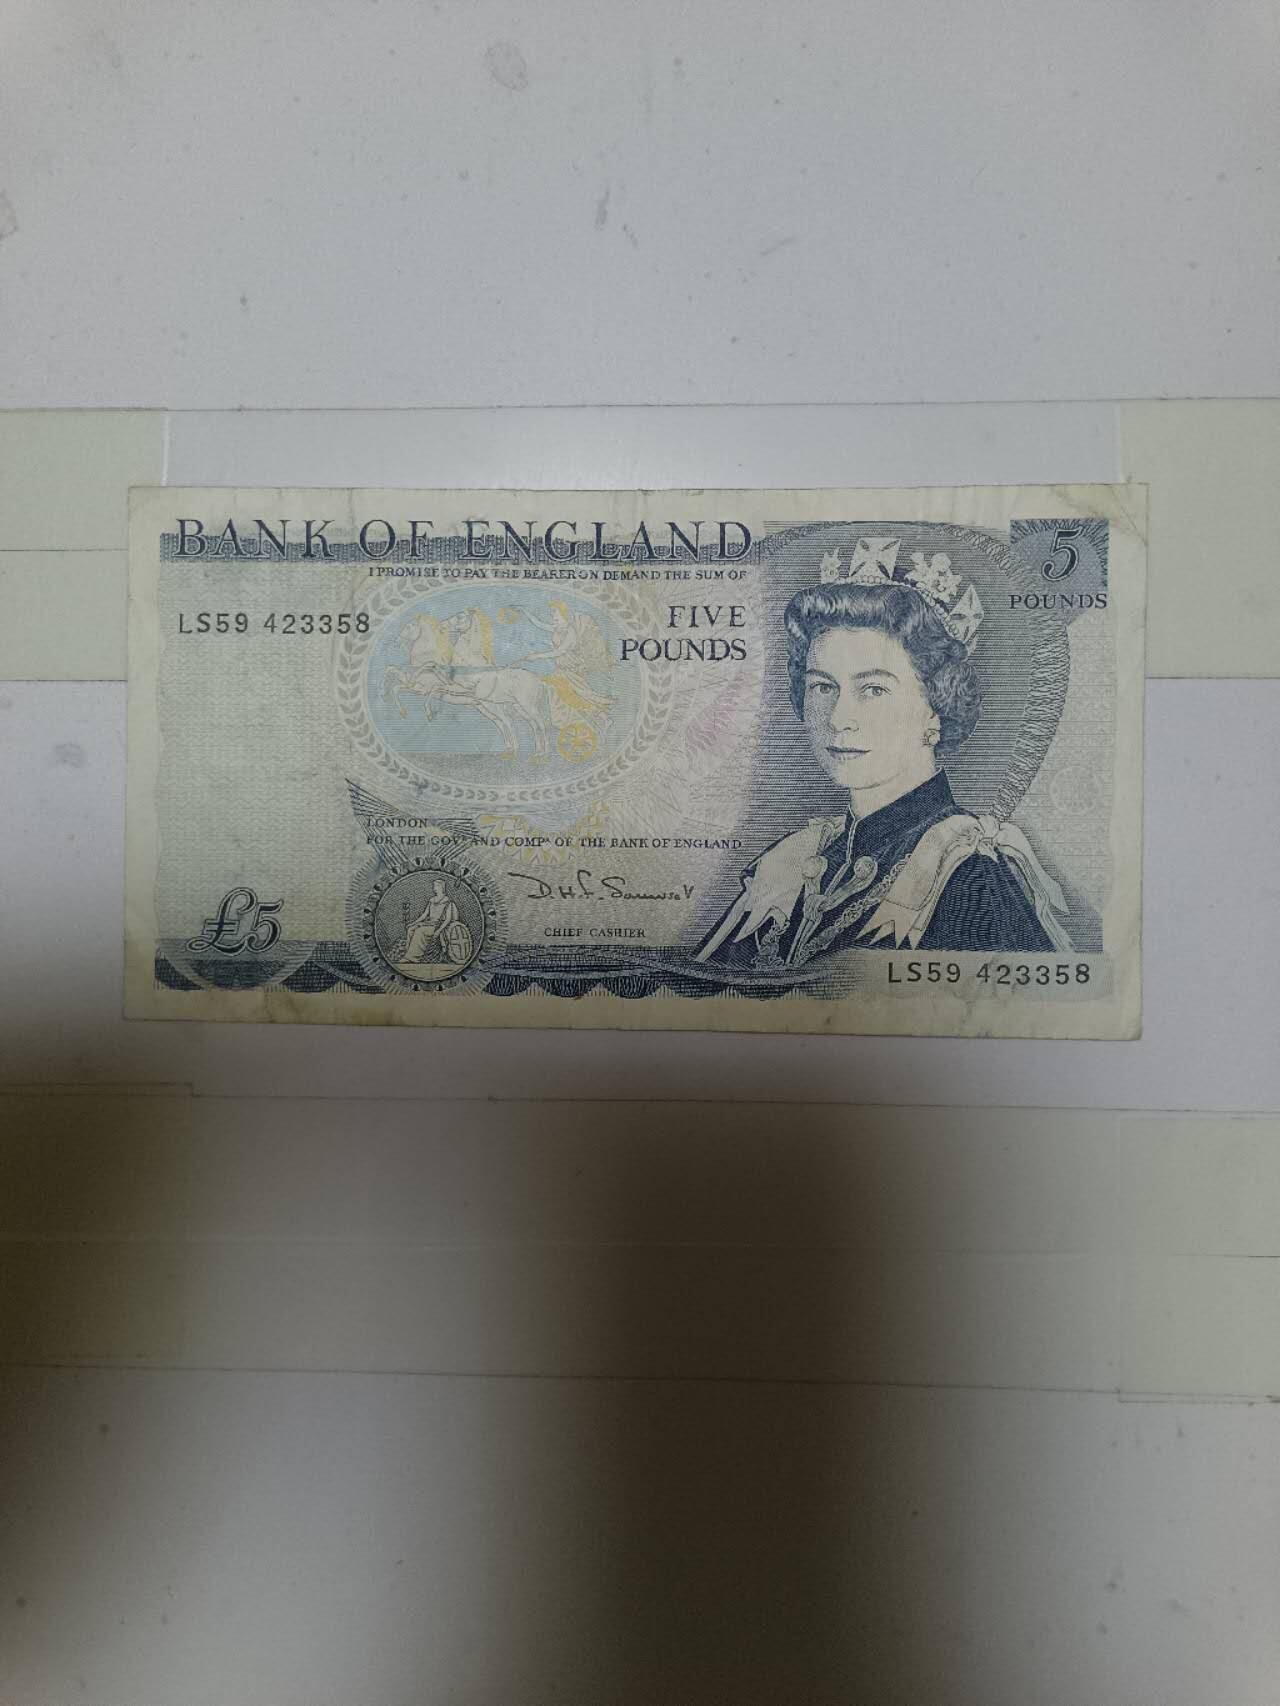 BANK OF ENGLAND
I PROMISE TO PAY THE BEARER ON DEMAND THE SUM OF
5
POUNDS
LS59 423358
FIVE
POUNDS
LONDON
FOR THE GOVR AND COMPA OF THE BANK OF ENGLAND
£5
CHIEF CASHIER
LS59 423358